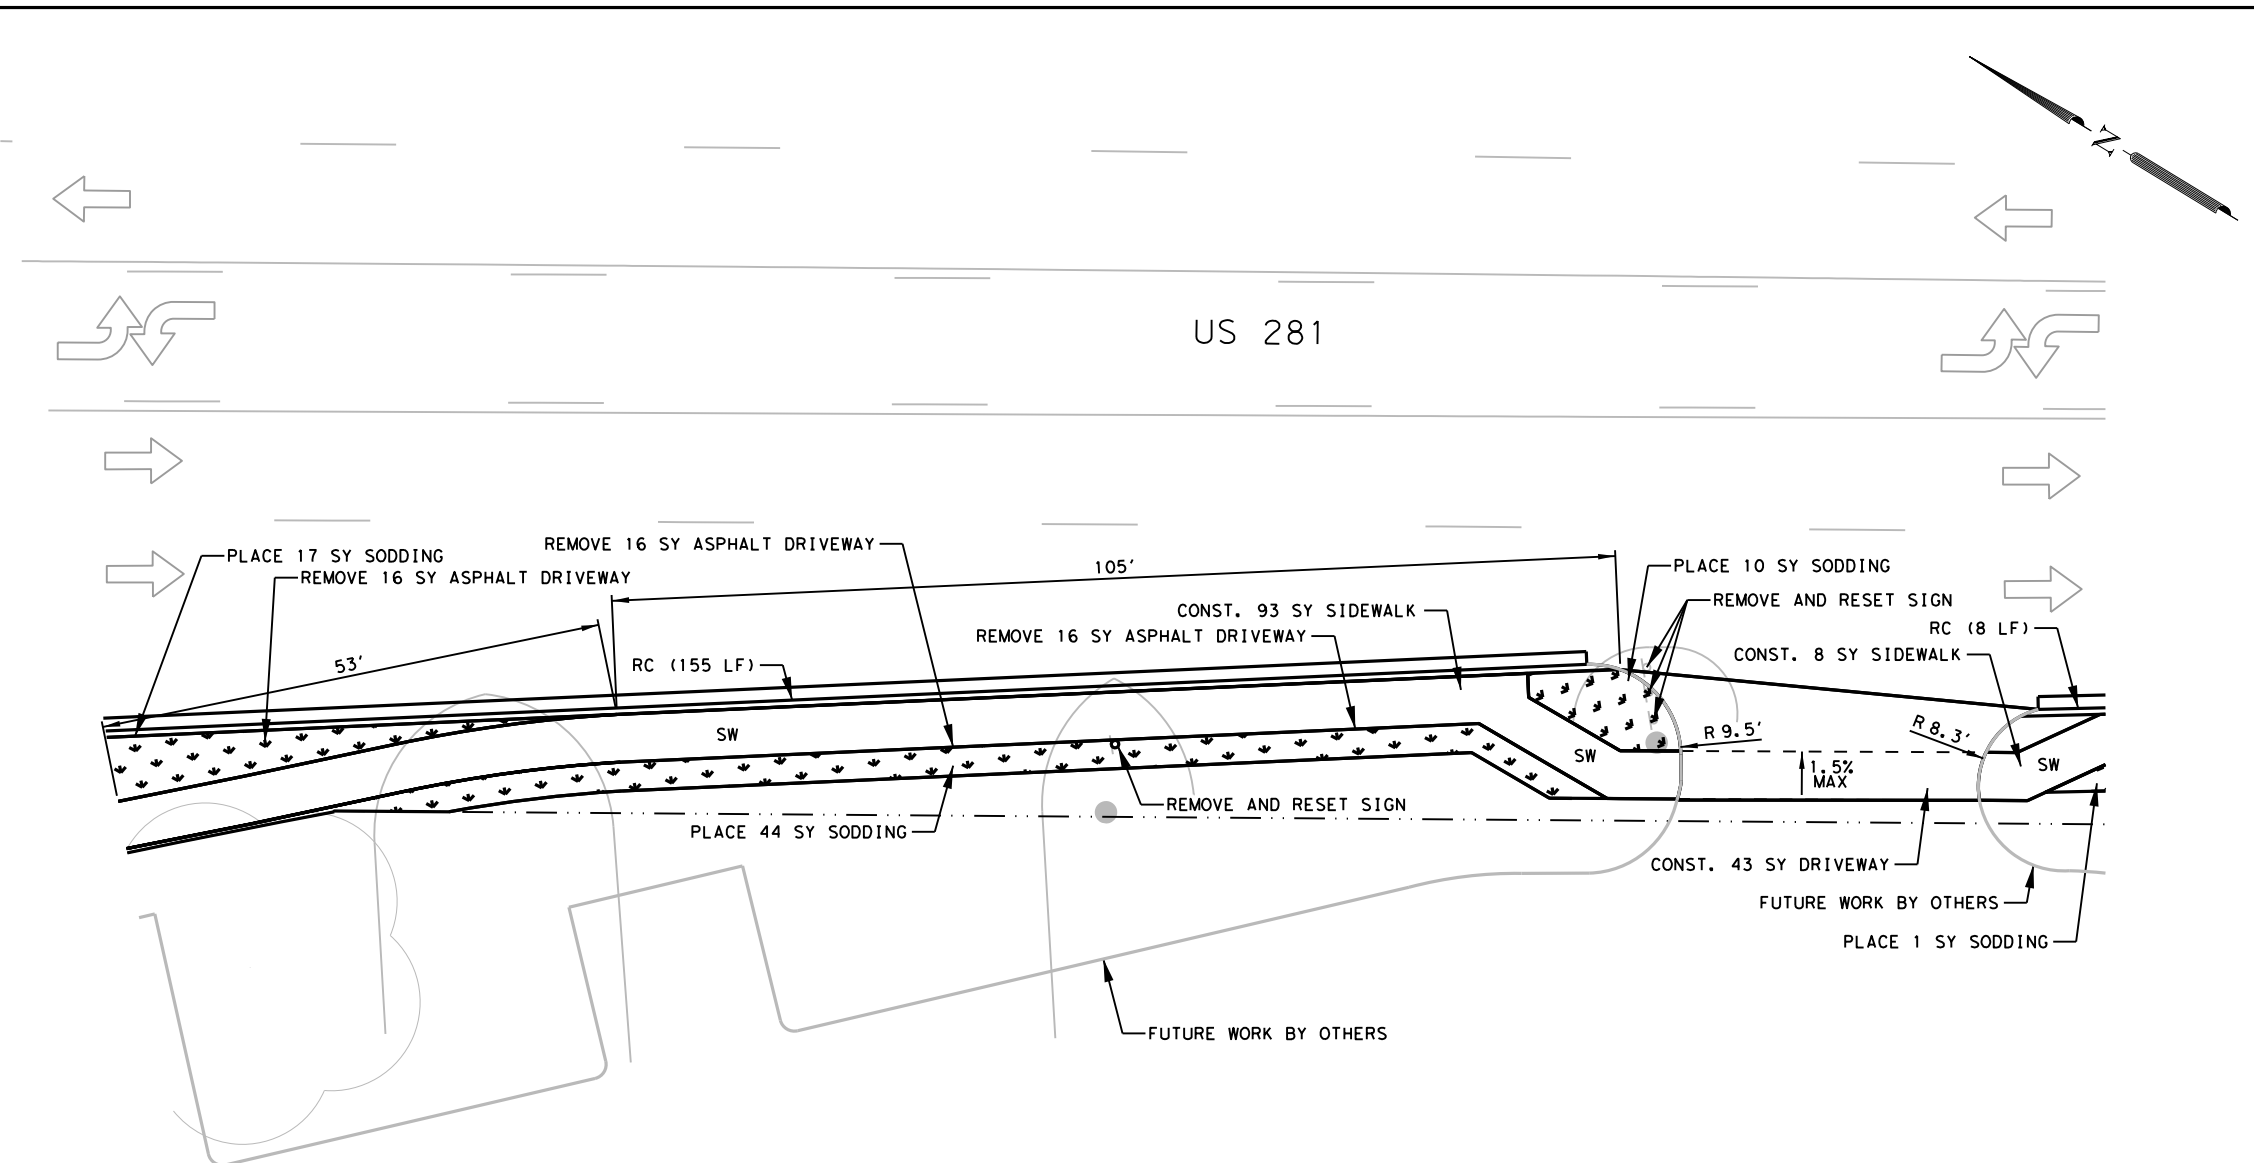 N
US 281
REMOVE 16 SY ASPHALT DRIVEWAY
PLACE 17 SY SODDING
REMOVE 16 SY ASPHALT DRIVEWAY
105'
PLACE 10 SY SODDING
REMOVE AND RESET SIGN
CONST. 93 SY SIDEWALK
REMOVE 16 SY ASPHALT DRIVEWAY
RC (8 LF)
CONST. 8 SY SIDEWALK
53'
RC (155 LF)
SW
SW
R 9.5'
R 8.3'
SW
1.5%
MAX
REMOVE AND RESET SIGN
PLACE 44 SY SODDING
CONST. 43 SY DRIVEWAY
FUTURE WORK BY OTHERS
PLACE 1 SY SODDING
FUTURE WORK BY OTHERS